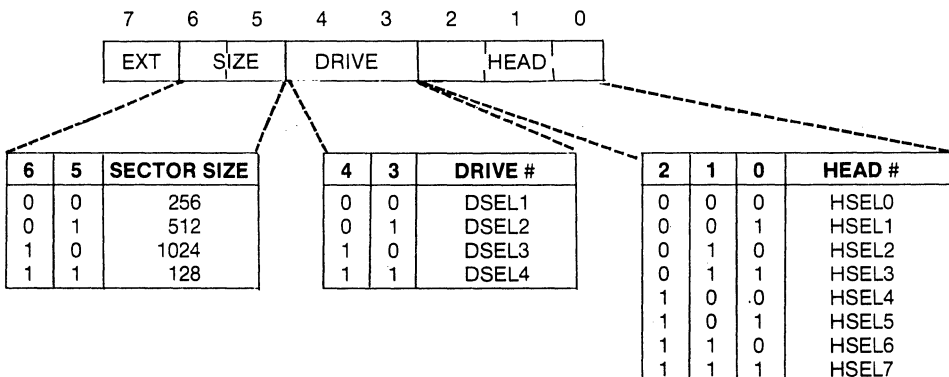 7 6 5 4 3 2 1 0
EXT SIZE DRIVE HEAD
6 5 SECTOR SIZE
0 0 256
0 1 512
1 0 1024
1 1 128
4 3 DRIVE #
0 0 DSEL1
0 1 DSEL2
1 0 DSEL3
1 1 DSEL4
2 1 0 HEAD #
0 0 0 HSEL0
0 0 1 HSEL1
0 1 0 HSEL2
0 1 1 HSEL3
1 0 0 HSEL4
1 0 1 HSEL5
1 1 0 HSEL6
1 1 1 HSEL7